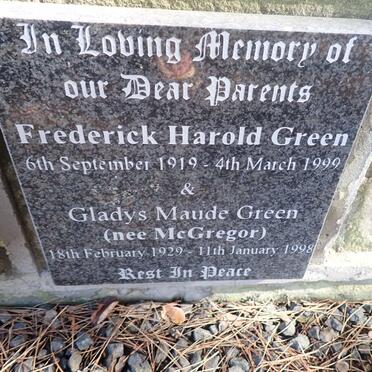 In Loving Memory of
our Dear Parents
Frederick Harold Green
6th September 1919 - 4th March 1999
&
Gladys Maude Green
(nee McGregor)
18th February 1929 - 11th January 1998
Rest In Peace